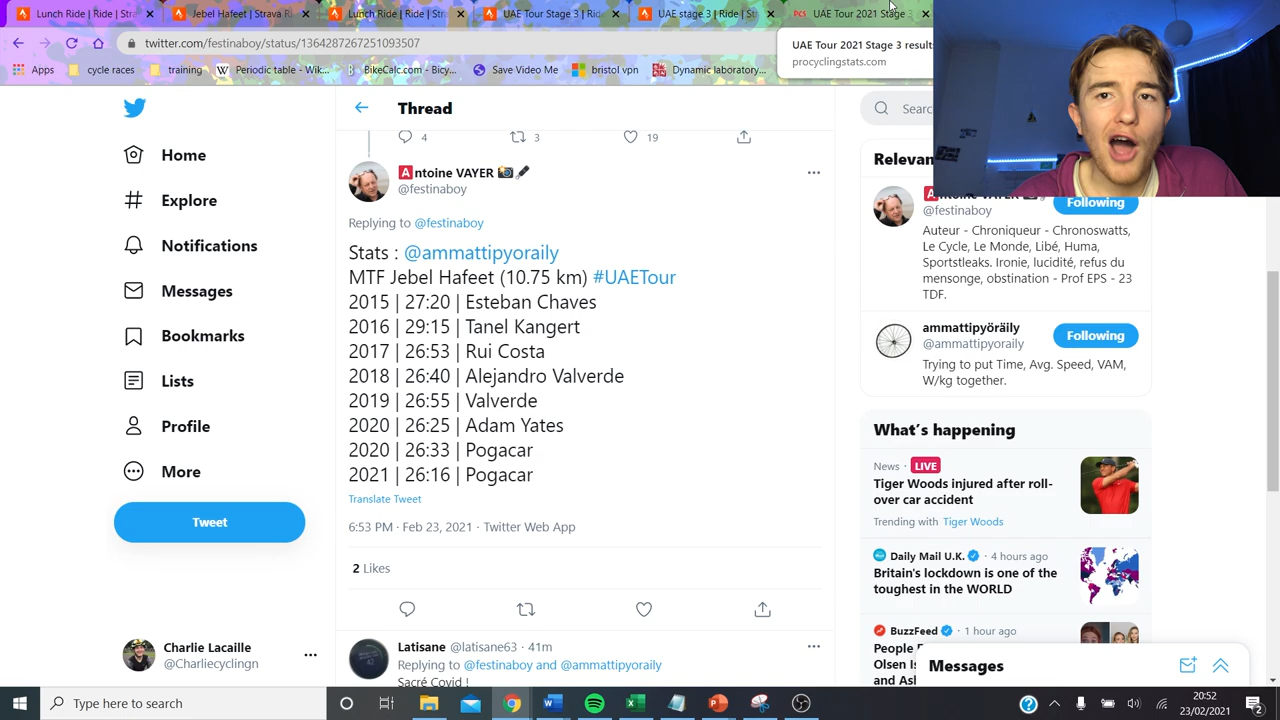 Lunch Ride | Ride
Jebel Hafeet | Strava Ri
Lunch Ride | Ride | Stra
UAE Tour Stage 3 | Rid
UAE stage 3 | Ride | St
PCS UAE Tour 2021 Stage 3
twitter.com/festinaboy/status/1364287267251093507
UAE Tour 2021 Stage 3 results
procyclingstats.com
Apps
powerbace
training
Periodic table - Wik...
BikeCalc.com - Bicy...
Save Video Me
bristol vpn
Dynamic laboratory...
Home
Explore
Notifications
Messages
Bookmarks
Lists
Profile
More
Tweet
Charlie Lacaille
@Charliecyclingn
Thread
4 3 19
Antoine VAYER
@festinaboy
Replying to @festinaboy
Stats : @ammattipyoraily
MTF Jebel Hafeet (10.75 km) #UAETour
2015 | 27:20 | Esteban Chaves
2016 | 29:15 | Tanel Kangert
2017 | 26:53 | Rui Costa
2018 | 26:40 | Alejandro Valverde
2019 | 26:55 | Valverde
2020 | 26:25 | Adam Yates
2020 | 26:33 | Pogacar
2021 | 26:16 | Pogacar
Translate Tweet
6:53 PM · Feb 23, 2021 · Twitter Web App
2 Likes
Latisane @latisane63 · 41m
Replying to @festinaboy and @ammattipyoraily
Sacré Covid !
Searc
Relevan
@festinaboy
Following
Auteur - Chroniqueur - Chronoswatts,
Le Cycle, Le Monde, Libé, Huma,
Sportsleaks. Ironie, lucidité, refus du
mensonge, obstination - Prof EPS - 23
TDF.
ammattipyöräily
@ammattipyoraily
Following
Trying to put Time, Avg. Speed, VAM,
W/kg together.
What's happening
News · LIVE
Tiger Woods injured after roll-
over car accident
Trending with Tiger Woods
Daily Mail U.K. · 4 hours ago
Britain's lockdown is one of the
toughest in the WORLD
BuzzFeed · 1 hour ago
People
Olsen Is
and Asl
Messages
Type here to search
20:52
23/02/2021
2